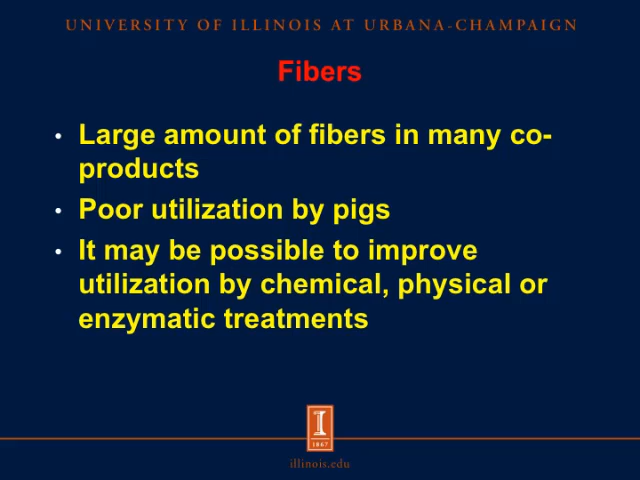 UNIVERSITY OF ILLINOIS AT URBANA-CHAMPAIGN
Fibers
• Large amount of fibers in many co-
products
• Poor utilization by pigs
• It may be possible to improve
utilization by chemical, physical or
enzymatic treatments
I
1867
illinois.edu